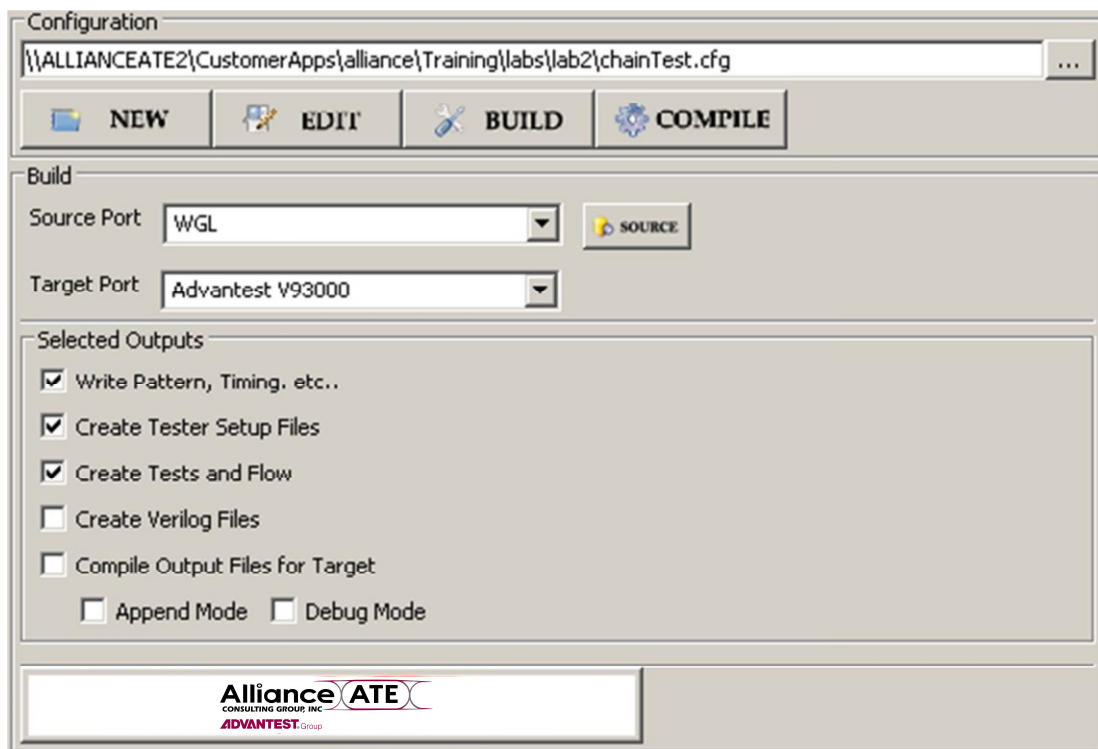 Configuration
\\ALLIANCEATE2\CustomerApps\alliance\Training\labs\lab2\chainTest.cfg ...
NEW EDIT BUILD COMPILE
Build
Source Port WGL SOURCE
Target Port Advantest V93000
Selected Outputs
Write Pattern, Timing. etc..
Create Tester Setup Files
Create Tests and Flow
Create Verilog Files
Compile Output Files for Target
Append Mode Debug Mode
Alliance ATE
CONSULTING GROUP, INC
ADVANTEST. Group